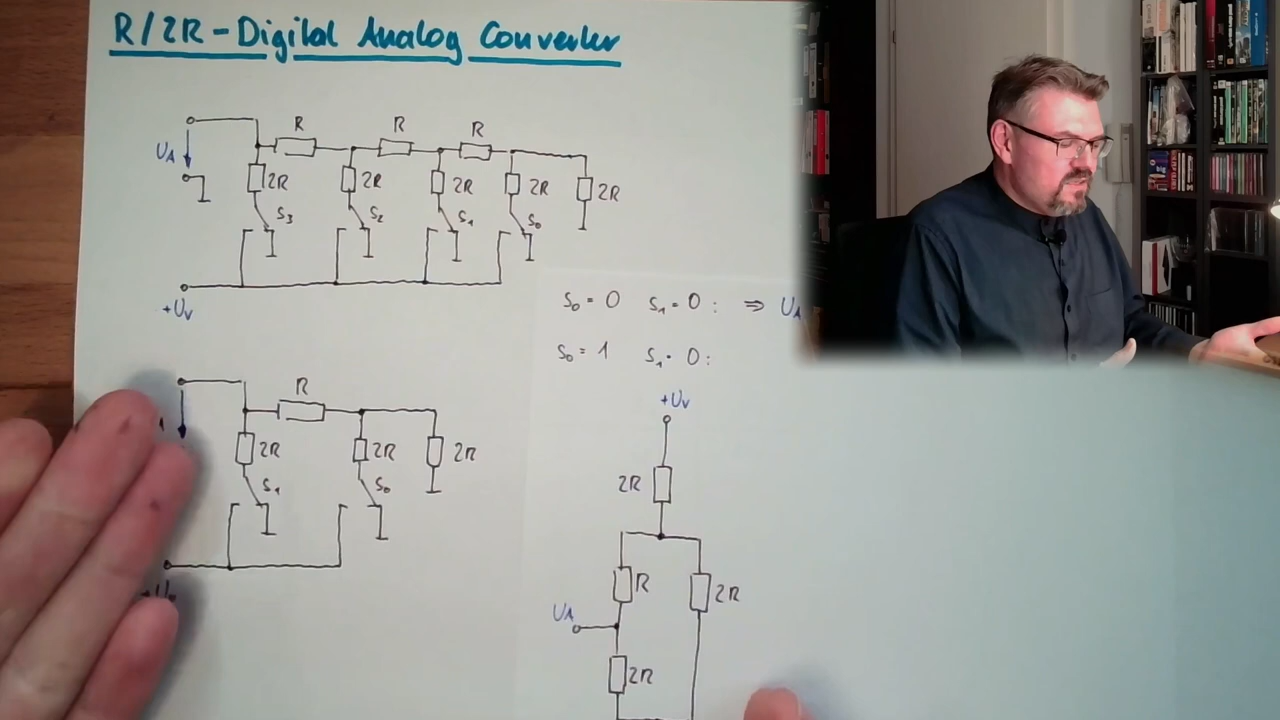 R/2R-Digital Analog Converter
R R R
UA 2R 2R 2R 2R 2R
S3 S2 S1 S0
+Uv
S0 = 0 S1 = 0 : ⇒ UA
S0 = 1 S1 = 0 :
R
2R 2R 2R
S1 S0
+Uv
2R
R 2R
UA
2R